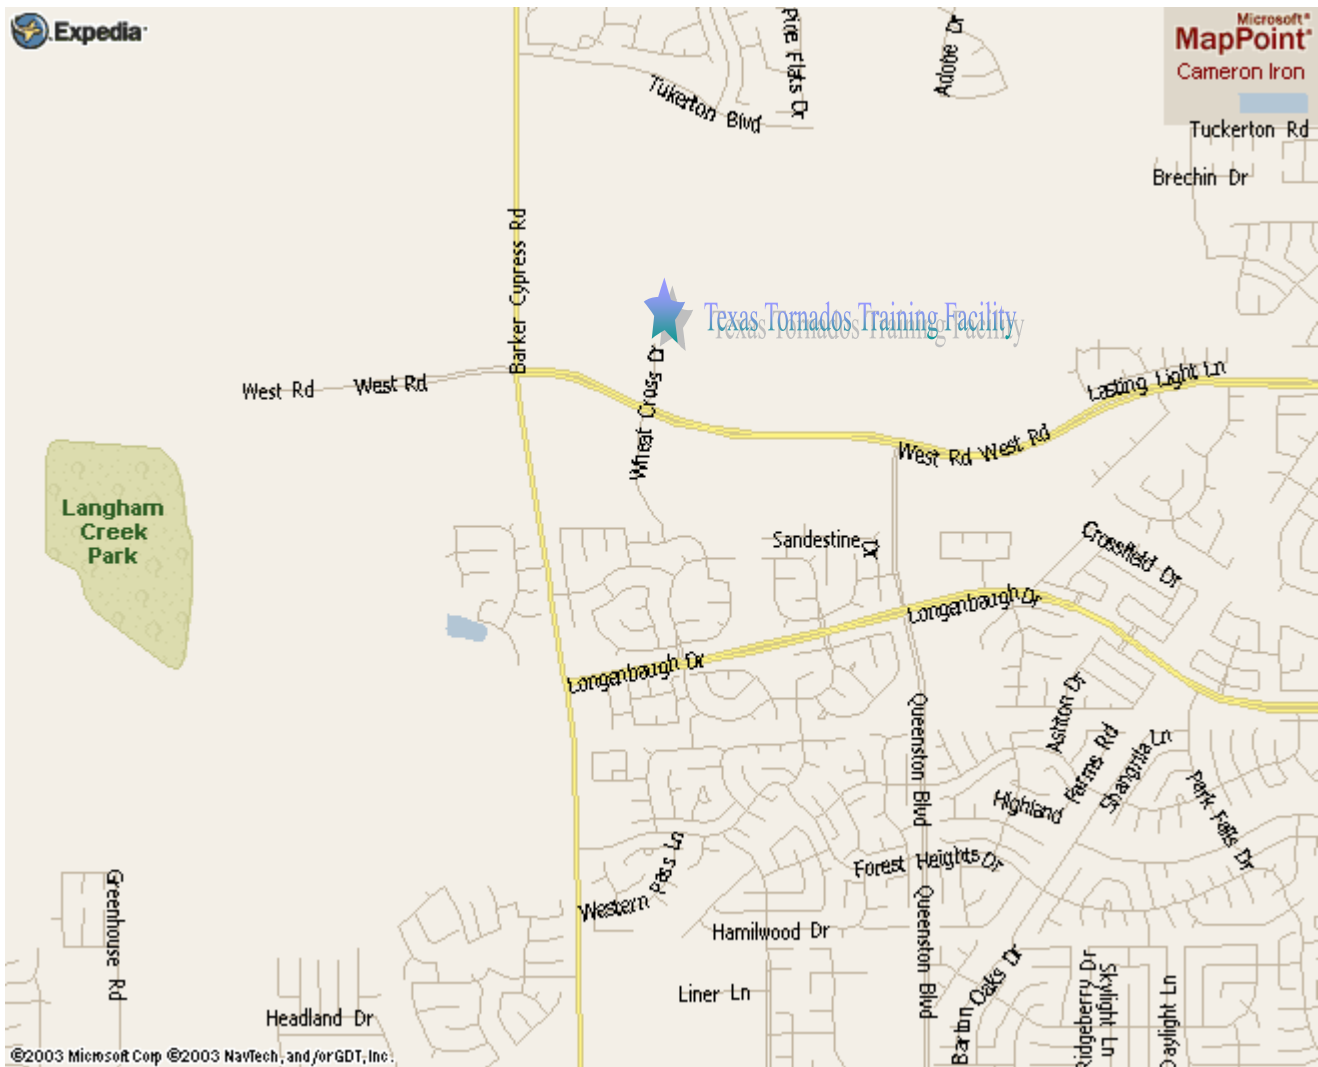 Expedia
Microsoft®
MapPoint®
Cameron Iron
Adobe Dr
Tukerton Blvd
Tuckerton Rd
Brechin Dr
Barker Cypress Rd
Texas Tornados Training Facility
Wheat Cross Dr
West Rd West Rd
Lasting Light Ln
West Rd West Rd
Langham
Creek
Park
Sandestine Dr
Crossfield Dr
Longenbaugh Dr
Longenbaugh Dr
Ashton Dr
Queenston Blvd
Farms Rd
Highland
Shangrila Ln
Park Falls Dr
Western Pass Ln
Forest Heights Dr
Greenhouse Rd
Hamilwood Dr
Queenston Blvd
Liner Ln
Barton Oaks Dr
Ridgeberry Dr
Skylight Ln
Daylight Ln
Headland Dr
©2003 Microsoft Corp ©2003 NavTech, and/or GDT, Inc.